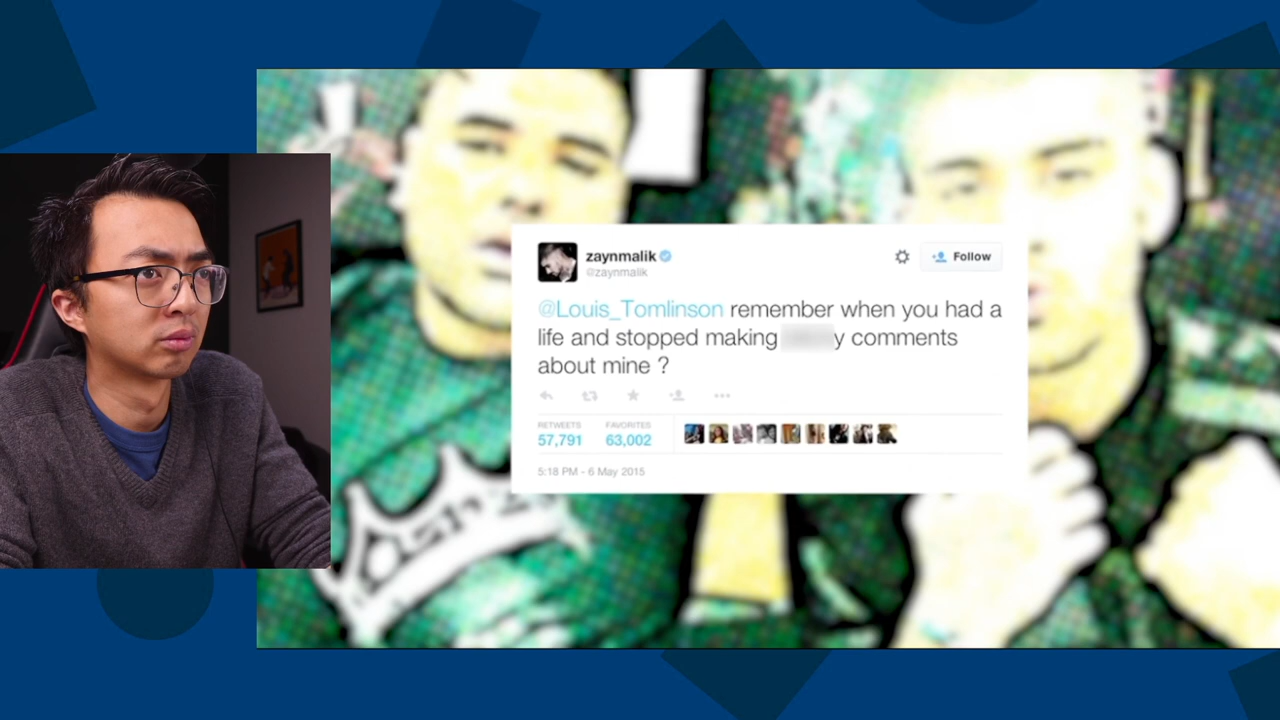 zaynmalik
@zaynmalik
Follow
@Louis_Tomlinson remember when you had a
life and stopped making y comments
about mine ?
RETWEETS
57,791
FAVORITES
63,002
5:18 PM - 6 May 2015